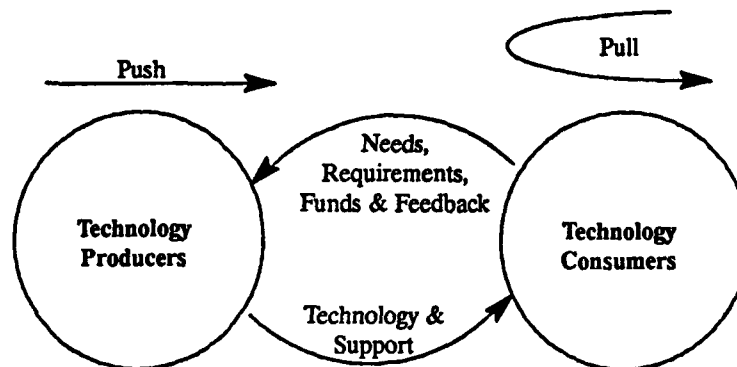 Push
Pull
Needs,
Requirements,
Funds & Feedback
Technology
Producers
Technology
Consumers
Technology &
Support